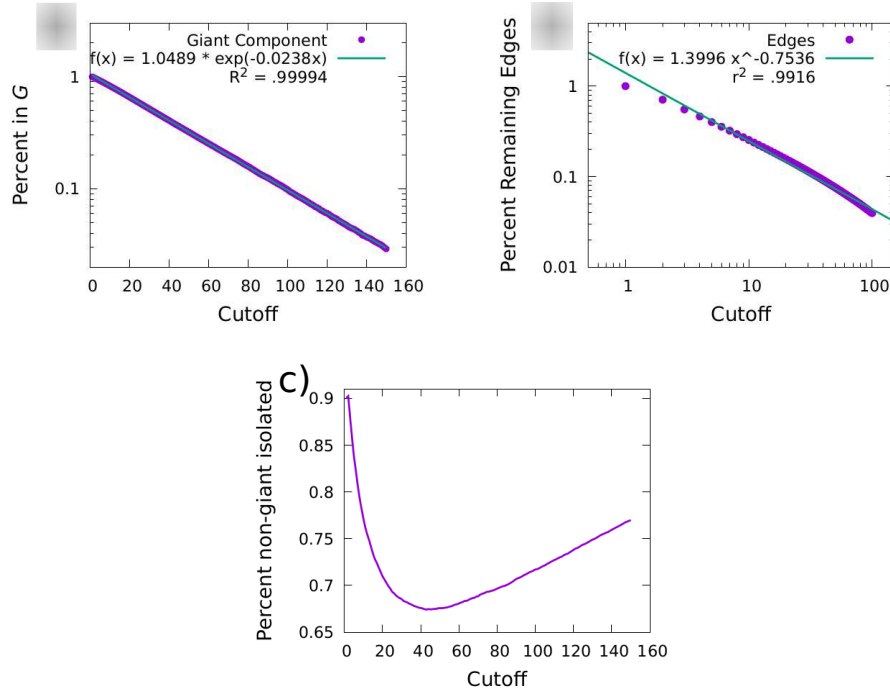 Giant Component
f(x) = 1.0489 * exp(-0.0238x)
R² = .99994
1
0.1
Percent in G
0 20 40 60 80 100 120 140 160
Cutoff
Edges
f(x) = 1.3996 x^-0.7536
r² = .9916
1
0.1
0.01
Percent Remaining Edges
1 10 100
Cutoff
c)
0.9
0.85
0.8
0.75
0.7
0.65
Percent non-giant isolated
0 20 40 60 80 100 120 140 160
Cutoff